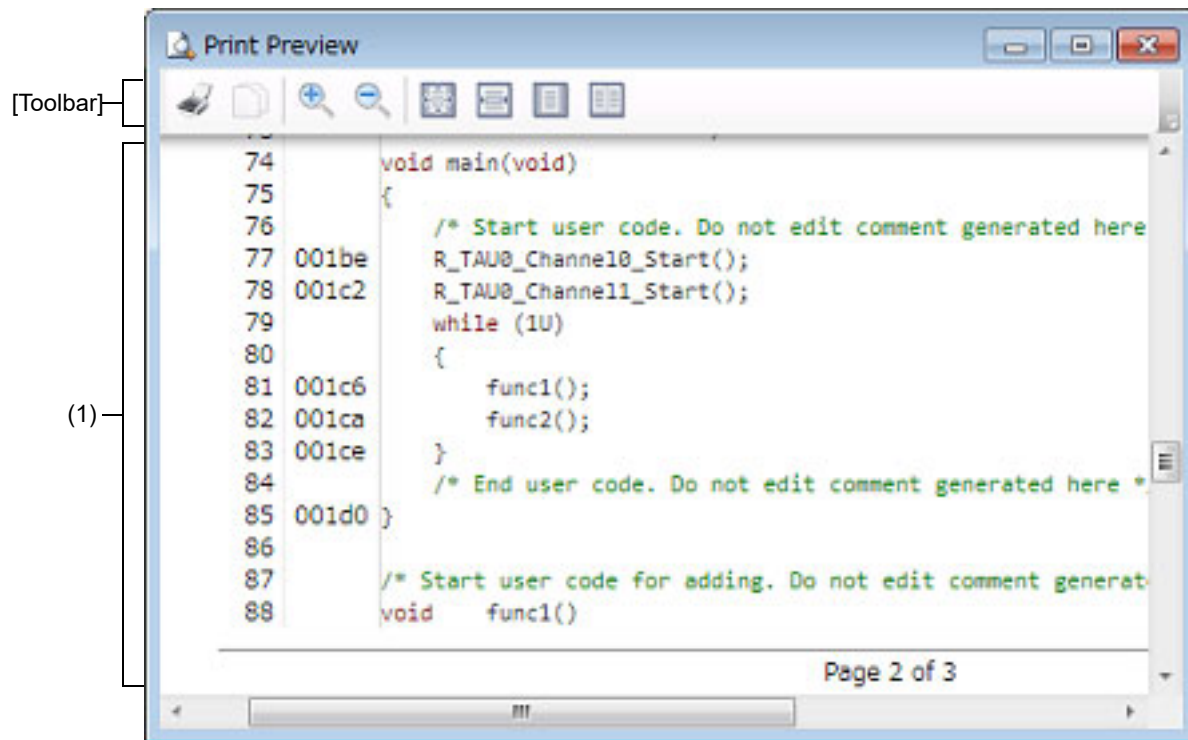 Print Preview
[Toolbar]
74 void main(void)
75 {
76 /* Start user code. Do not edit comment generated here
77 001be R_TAU0_Channel0_Start();
78 001c2 R_TAU0_Channel1_Start();
79 while (1U)
80 {
(1)
81 001c6 func1();
82 001ca func2();
83 001ce }
84 /* End user code. Do not edit comment generated here *
85 001d0 }
86
87 /* Start user code for adding. Do not edit comment generat
88 void func1()
Page 2 of 3